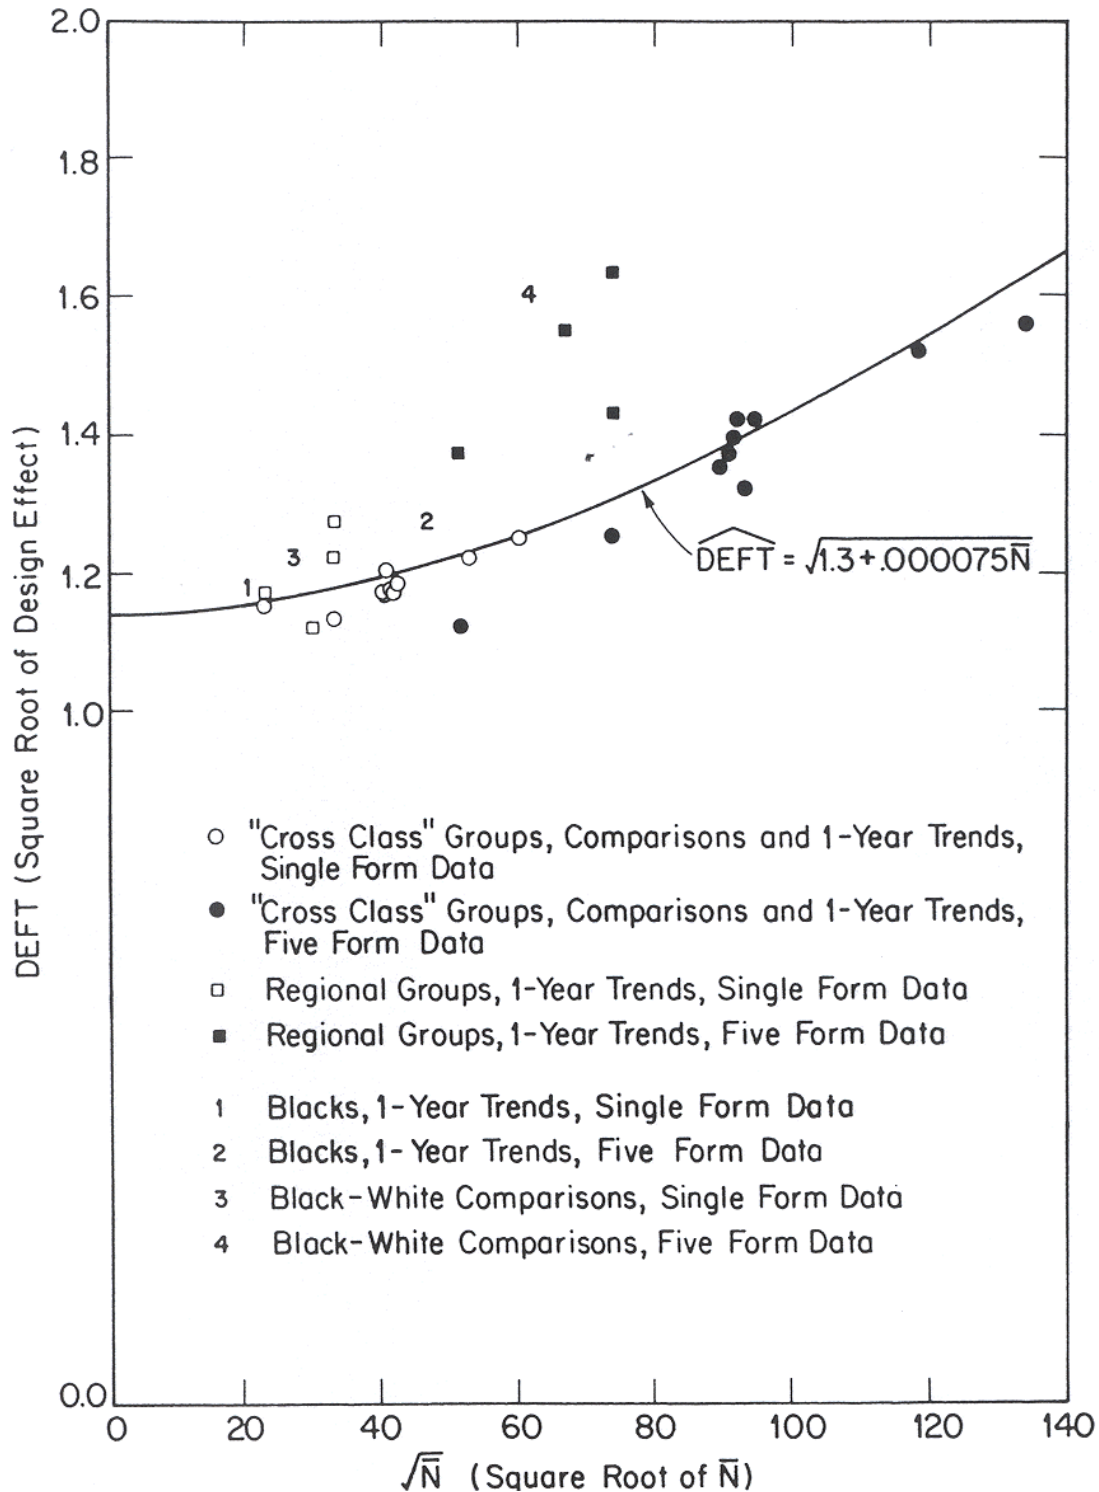 2.0
1.8
1.6
1.4
1.2
1.0
0.0
DEFT (Square Root of Design Effect)
4
2
3
1
DEFT = √1.3+.000075N̅
"Cross Class" Groups, Comparisons and 1-Year Trends,
Single Form Data
"Cross Class" Groups, Comparisons and 1-Year Trends,
Five Form Data
Regional Groups, 1-Year Trends, Single Form Data
Regional Groups, 1-Year Trends, Five Form Data
1 Blacks, 1-Year Trends, Single Form Data
2 Blacks, 1-Year Trends, Five Form Data
3 Black-White Comparisons, Single Form Data
4 Black-White Comparisons, Five Form Data
0 20 40 60 80 100 120 140
√N̅ (Square Root of N̅)